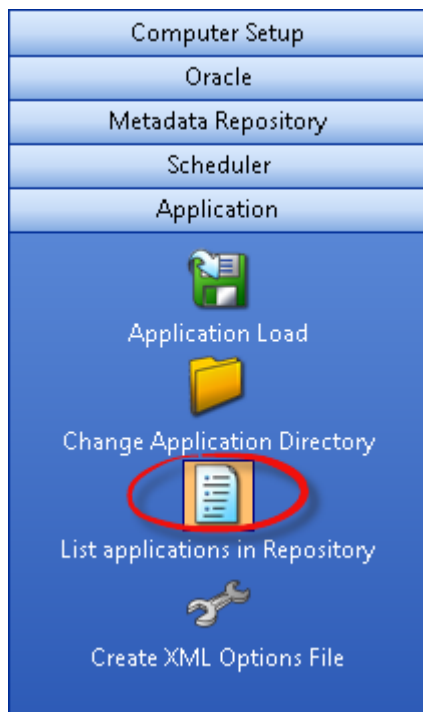 Computer Setup
Oracle
Metadata Repository
Scheduler
Application
Application Load
Change Application Directory
List applications in Repository
Create XML Options File